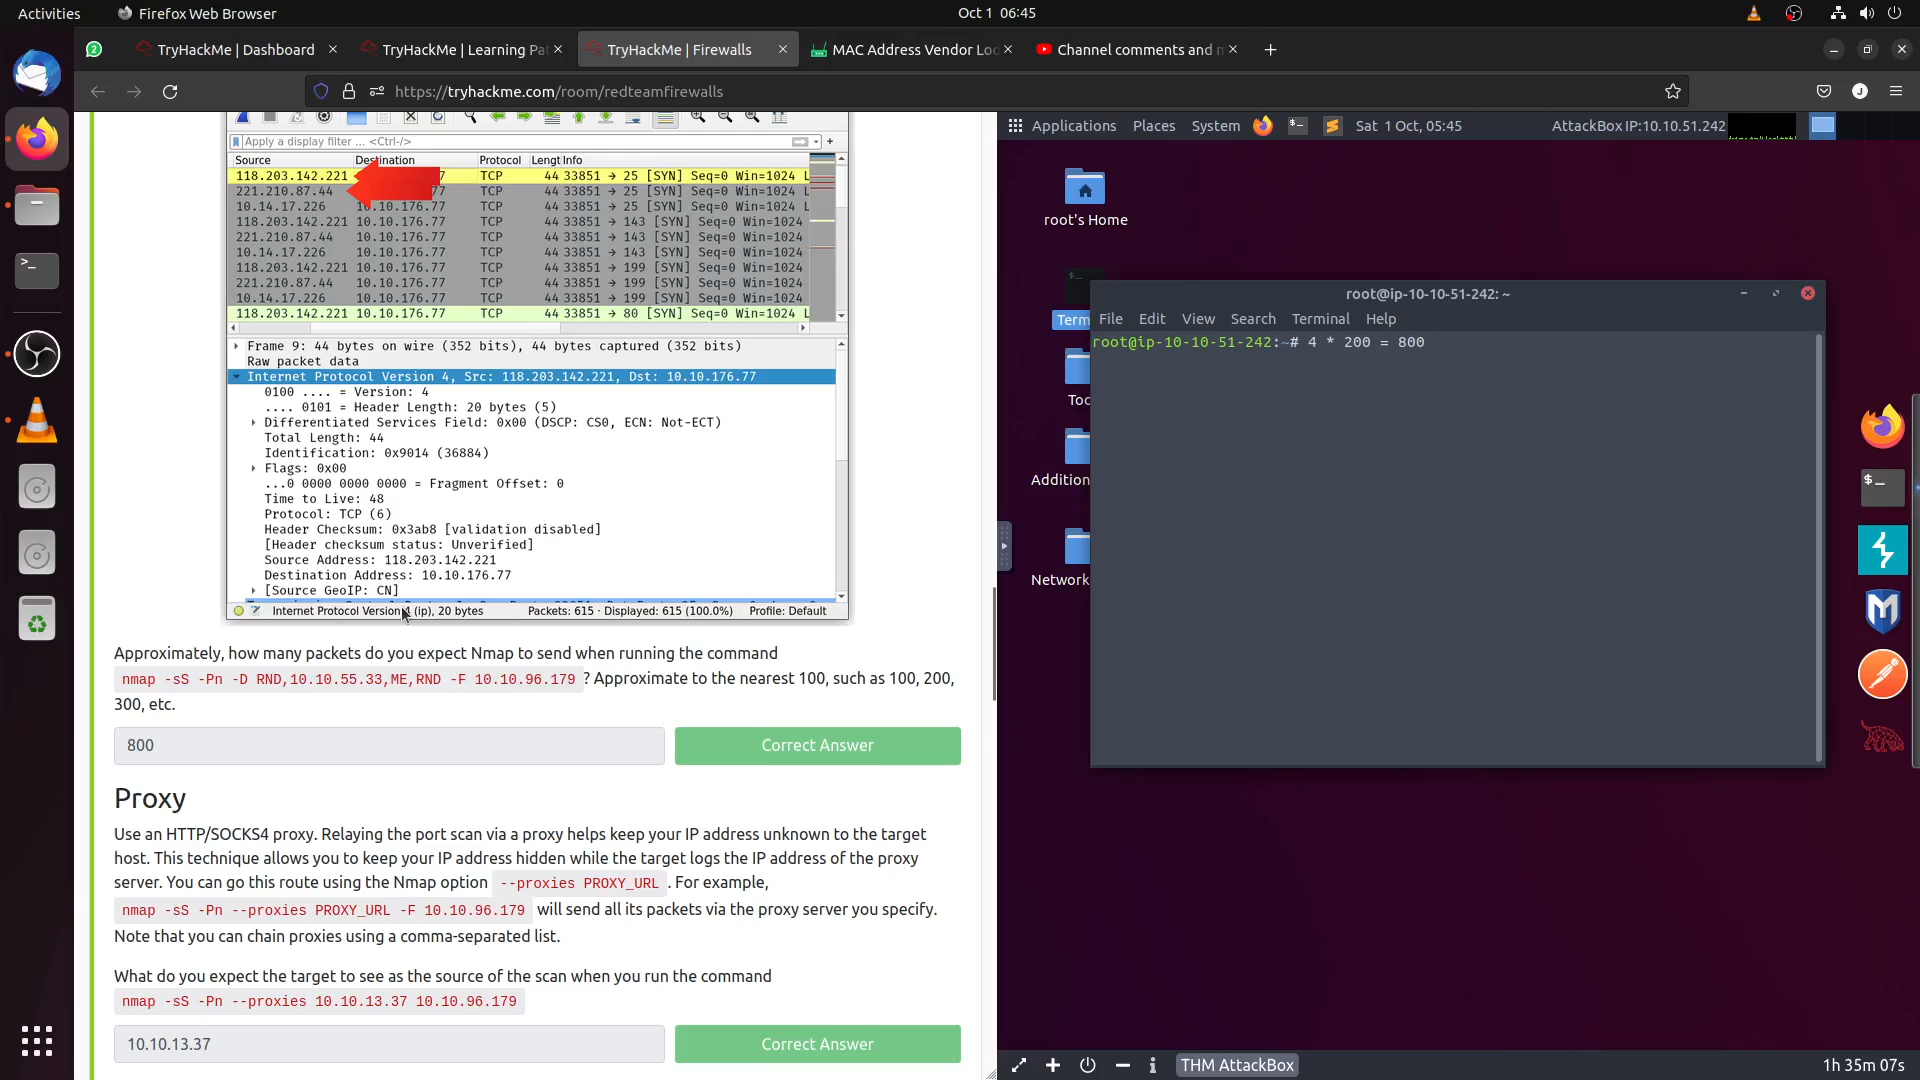 Activities
Firefox Web Browser
Oct 1 06:45
TryHackMe | Dashboard
TryHackMe | Learning Pat
TryHackMe | Firewalls
MAC Address Vendor Loo
Channel comments and m
https://tryhackme.com/room/redteamfirewalls
Apply a display filter ... <Ctrl-/>
Source Destination Protocol Lengt Info
118.203.142.221 7 TCP 44 33851 → 25 [SYN] Seq=0 Win=1024 L
221.210.87.44 7 TCP 44 33851 → 25 [SYN] Seq=0 Win=1024 L
10.14.17.226 10.10.176.77 TCP 44 33851 → 25 [SYN] Seq=0 Win=1024 L
118.203.142.221 10.10.176.77 TCP 44 33851 → 143 [SYN] Seq=0 Win=1024
221.210.87.44 10.10.176.77 TCP 44 33851 → 143 [SYN] Seq=0 Win=1024
10.14.17.226 10.10.176.77 TCP 44 33851 → 143 [SYN] Seq=0 Win=1024
118.203.142.221 10.10.176.77 TCP 44 33851 → 199 [SYN] Seq=0 Win=1024
221.210.87.44 10.10.176.77 TCP 44 33851 → 199 [SYN] Seq=0 Win=1024
10.14.17.226 10.10.176.77 TCP 44 33851 → 199 [SYN] Seq=0 Win=1024
118.203.142.221 10.10.176.77 TCP 44 33851 → 80 [SYN] Seq=0 Win=1024 L
Frame 9: 44 bytes on wire (352 bits), 44 bytes captured (352 bits)
Raw packet data
Internet Protocol Version 4, Src: 118.203.142.221, Dst: 10.10.176.77
0100 .... = Version: 4
.... 0101 = Header Length: 20 bytes (5)
Differentiated Services Field: 0x00 (DSCP: CS0, ECN: Not-ECT)
Total Length: 44
Identification: 0x9014 (36884)
Flags: 0x00
...0 0000 0000 0000 = Fragment Offset: 0
Time to Live: 48
Protocol: TCP (6)
Header Checksum: 0x3ab8 [validation disabled]
[Header checksum status: Unverified]
Source Address: 118.203.142.221
Destination Address: 10.10.176.77
[Source GeoIP: CN]
Internet Protocol Version 4 (ip), 20 bytes Packets: 615 · Displayed: 615 (100.0%) Profile: Default
Approximately, how many packets do you expect Nmap to send when running the command
nmap -sS -Pn -D RND,10.10.55.33,ME,RND -F 10.10.96.179 ? Approximate to the nearest 100, such as 100, 200,
300, etc.
800
Correct Answer
Proxy
Use an HTTP/SOCKS4 proxy. Relaying the port scan via a proxy helps keep your IP address unknown to the target
host. This technique allows you to keep your IP address hidden while the target logs the IP address of the proxy
server. You can go this route using the Nmap option --proxies PROXY_URL . For example,
nmap -sS -Pn --proxies PROXY_URL -F 10.10.96.179 will send all its packets via the proxy server you specify.
Note that you can chain proxies using a comma-separated list.
What do you expect the target to see as the source of the scan when you run the command
nmap -sS -Pn --proxies 10.10.13.37 10.10.96.179
10.10.13.37
Correct Answer
Applications Places System Sat 1 Oct, 05:45 AttackBox IP:10.10.51.242
root's Home
Term
Too
Addition
Network
root@ip-10-10-51-242: ~
File Edit View Search Terminal Help
root@ip-10-10-51-242:~# 4 * 200 = 800
THM AttackBox
1h 35m 07s